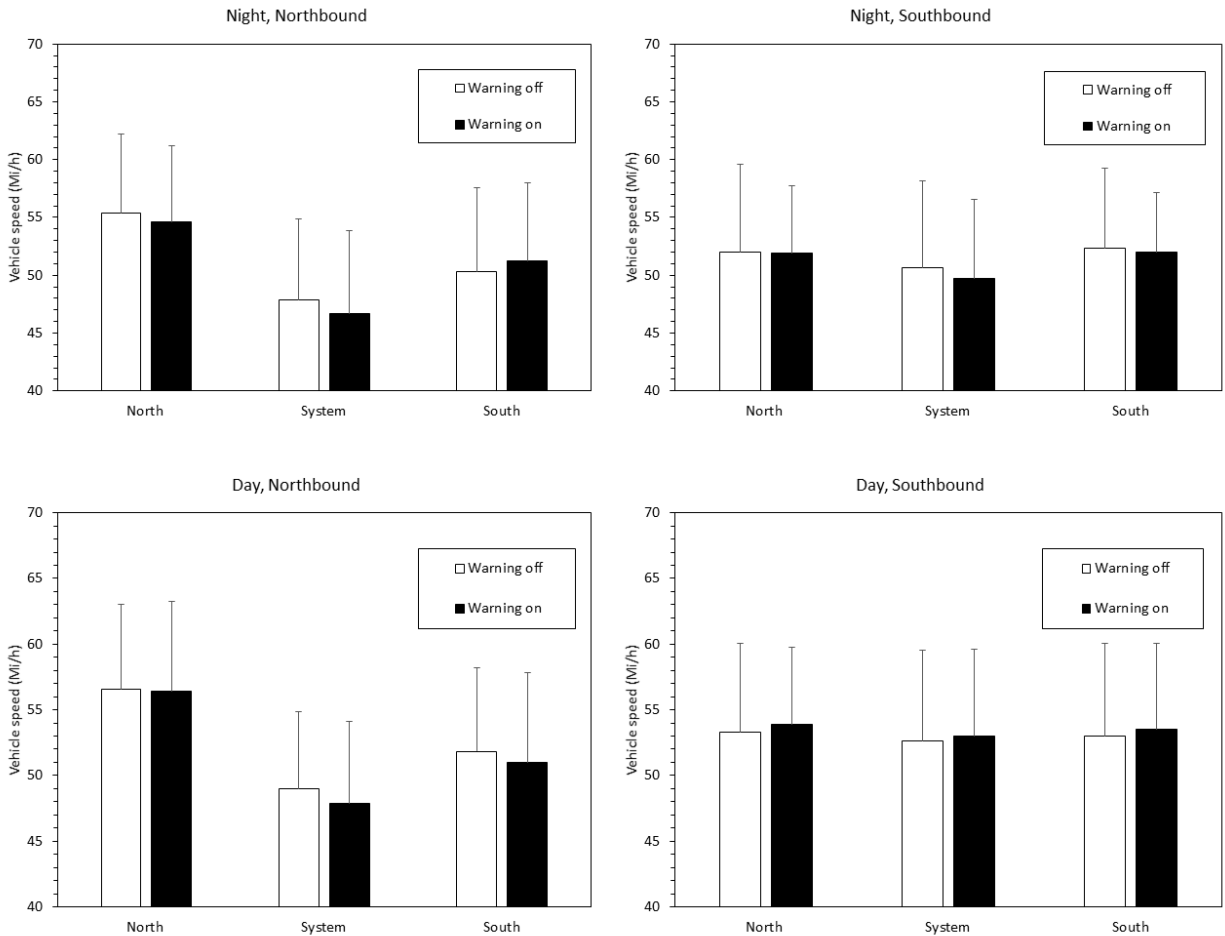 Night, Northbound
70
65
60
55
50
45
40
Vehicle speed (Mi/h)
Warning off
Warning on
North
System
South
Night, Southbound
70
65
60
55
50
45
40
Vehicle speed (Mi/h)
Warning off
Warning on
North
System
South
Day, Northbound
70
65
60
55
50
45
40
Vehicle speed (Mi/h)
Warning off
Warning on
North
System
South
Day, Southbound
70
65
60
55
50
45
40
Vehicle speed (Mi/h)
Warning off
Warning on
North
System
South